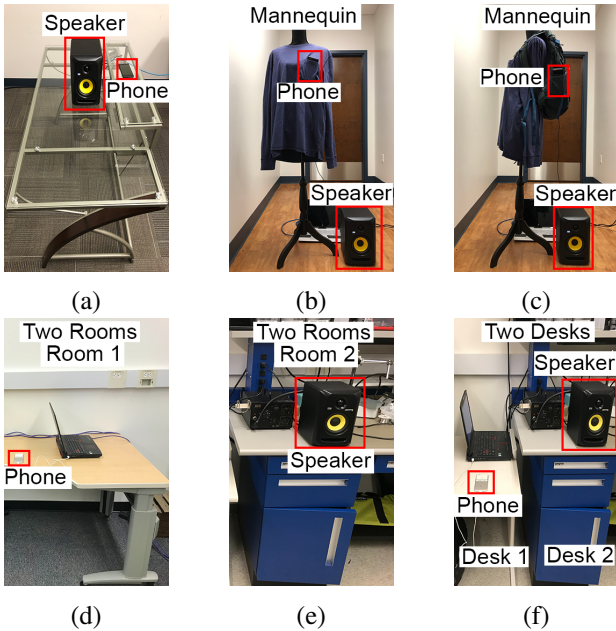 Speaker
Phone
(a)
Mannequin
Phone
Speaker
(b)
Mannequin
Phone
Speaker
(c)
Two Rooms
Room 1
Phone
(d)
Two Rooms
Room 2
Speaker
(e)
Two Desks
Speaker
Phone
Desk 1
Desk 2
(f)